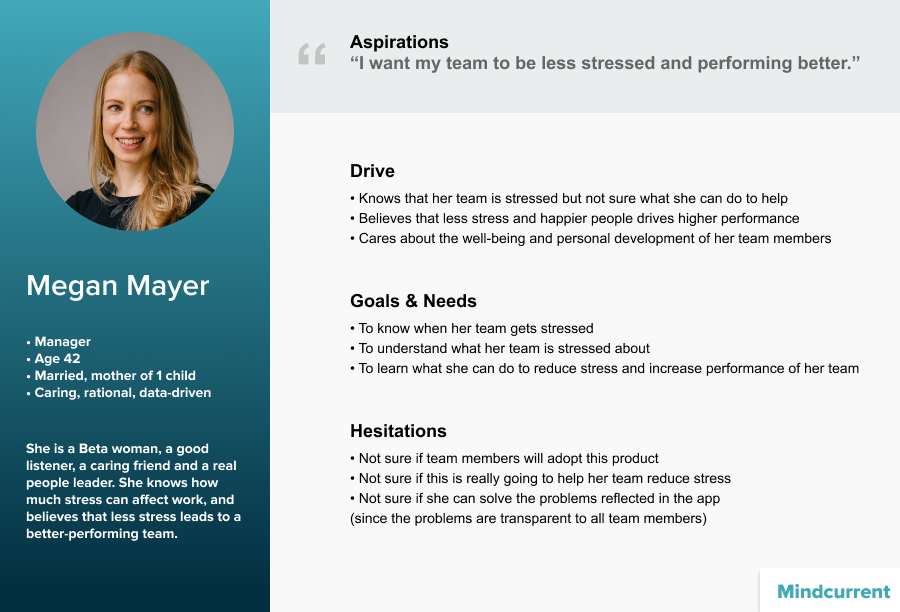 Aspirations
“I want my team to be less stressed and performing better.”
Drive
• Knows that her team is stressed but not sure what she can do to help
• Believes that less stress and happier people drives higher performance
• Cares about the well-being and personal development of her team members
Megan Mayer
• Manager
• Age 42
• Married, mother of 1 child
• Caring, rational, data-driven
She is a Beta woman, a good
listener, a caring friend and a real
people leader. She knows how
much stress can affect work, and
believes that less stress leads to a
better-performing team.
Goals & Needs
• To know when her team gets stressed
• To understand what her team is stressed about
• To learn what she can do to reduce stress and increase performance of her team
Hesitations
• Not sure if team members will adopt this product
• Not sure if this is really going to help her team reduce stress
• Not sure if she can solve the problems reflected in the app
(since the problems are transparent to all team members)
Mindcurrent